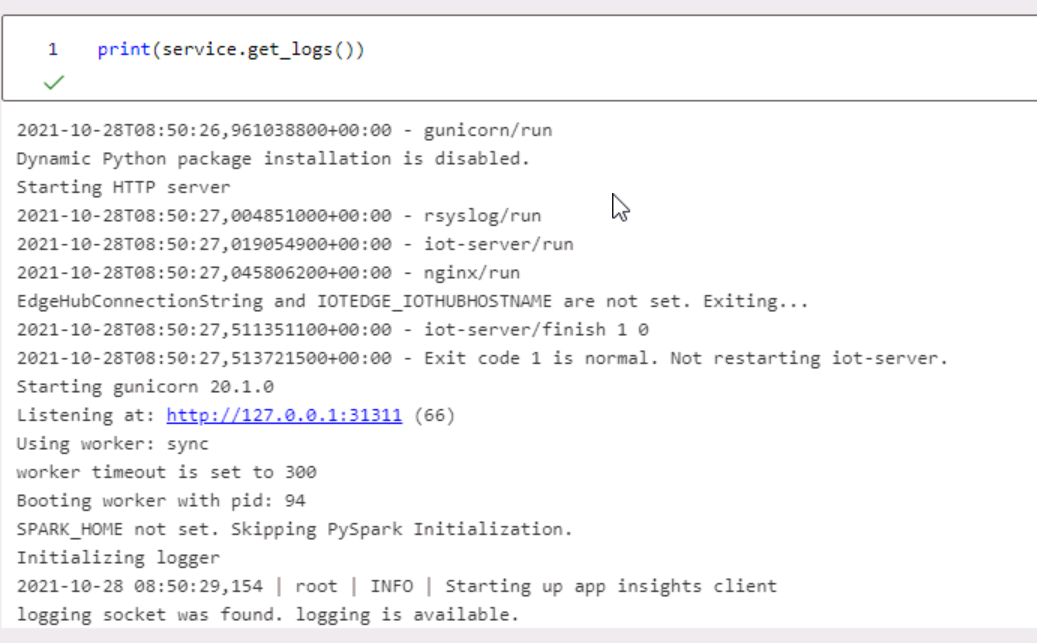 1 print(service.get_logs())
2021-10-28T08:50:26,961038800+00:00 - gunicorn/run
Dynamic Python package installation is disabled.
Starting HTTP server
2021-10-28T08:50:27,004851000+00:00 - rsyslog/run
2021-10-28T08:50:27,019054900+00:00 - iot-server/run
2021-10-28T08:50:27,045806200+00:00 - nginx/run
EdgeHubConnectionString and IOTEDGE_IOTHUBHOSTNAME are not set. Exiting...
2021-10-28T08:50:27,511351100+00:00 - iot-server/finish 1 0
2021-10-28T08:50:27,513721500+00:00 - Exit code 1 is normal. Not restarting iot-server.
Starting gunicorn 20.1.0
Listening at: http://127.0.0.1:31311 (66)
Using worker: sync
worker timeout is set to 300
Booting worker with pid: 94
SPARK_HOME not set. Skipping PySpark Initialization.
Initializing logger
2021-10-28 08:50:29,154 | root | INFO | Starting up app insights client
logging socket was found. logging is available.